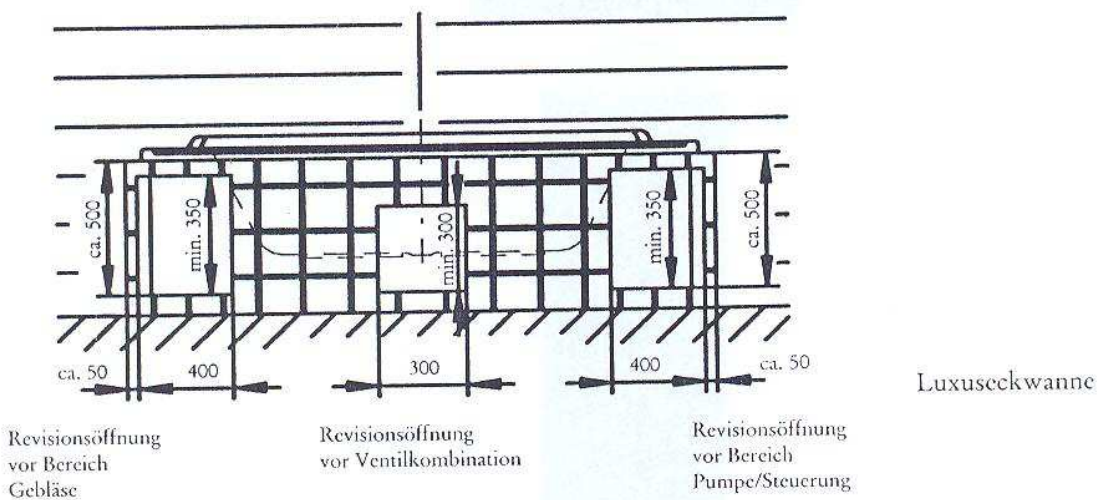 ca. 500
min. 350
min. 300
min. 350
ca. 500
ca. 50
400
300
400
ca. 50
Luxuseckwanne
Revisionsöffnung
vor Bereich
Gebläse
Revisionsöffnung
vor Ventilkombination
Revisionsöffnung
vor Bereich
Pumpe/Steuerung